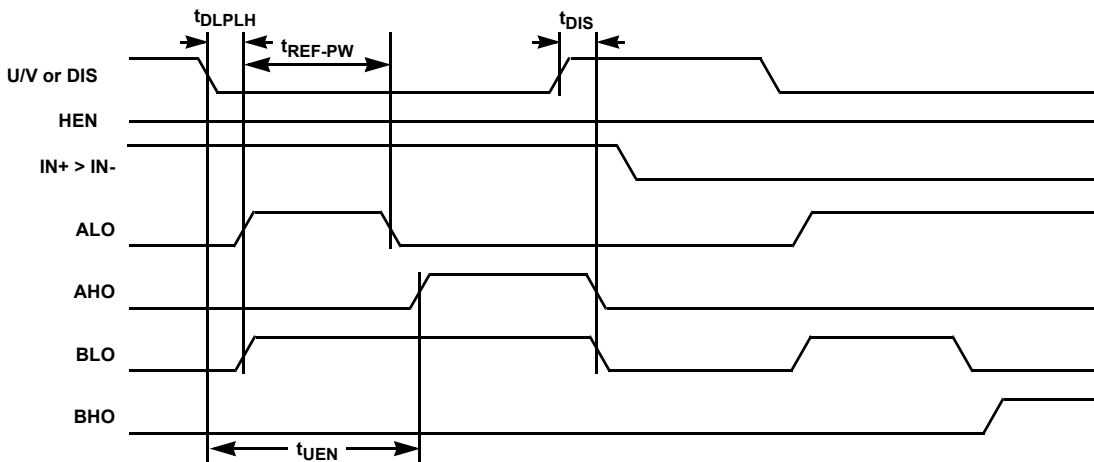 tDLPLH
tREF-PW
tDIS
U/V or DIS
HEN
IN+ > IN-
ALO
AHO
BLO
BHO
tUEN